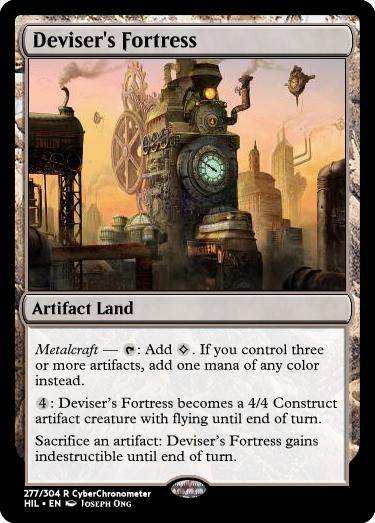 Deviser's Fortress
Artifact Land
Metalcraft — : Add . If you control three
or more artifacts, add one mana of any color
instead.
4: Deviser's Fortress becomes a 4/4 Construct
artifact creature with flying until end of turn.
Sacrifice an artifact: Deviser's Fortress gains
indestructible until end of turn.
277/304 R CyberChronometer
HIL • EN Joseph Ong